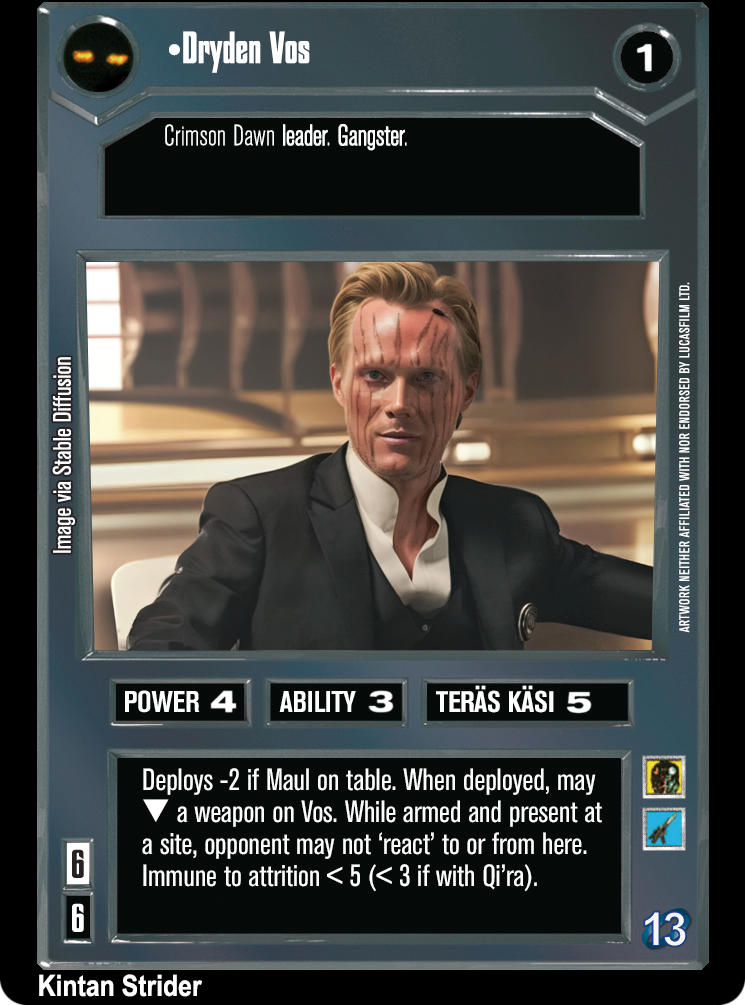 •Dryden Vos
1
Crimson Dawn leader. Gangster.
Image via Stable Diffusion
ARTWORK NEITHER AFFILIATED WITH NOR ENDORSED BY LUCASFILM LTD.
POWER 4
ABILITY 3
TERÄS KÄSI 5
Deploys -2 if Maul on table. When deployed, may
▼ a weapon on Vos. While armed and present at
a site, opponent may not ‘react’ to or from here.
Immune to attrition < 5 (< 3 if with Qi’ra).
6
6
13
Kintan Strider